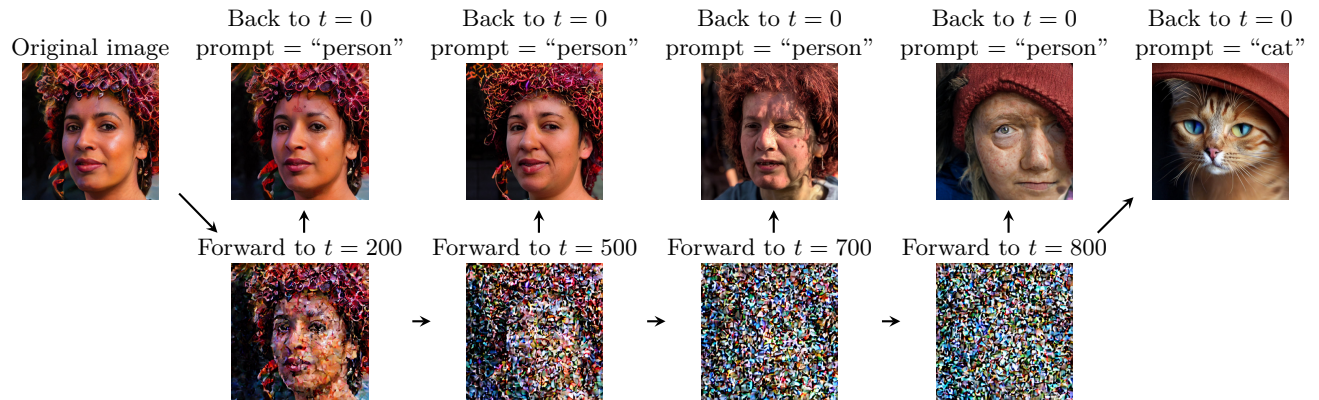 Original image
Back to t = 0
prompt = “person”
Back to t = 0
prompt = “person”
Back to t = 0
prompt = “person”
Back to t = 0
prompt = “person”
Back to t = 0
prompt = “cat”
Forward to t = 200
Forward to t = 500
Forward to t = 700
Forward to t = 800